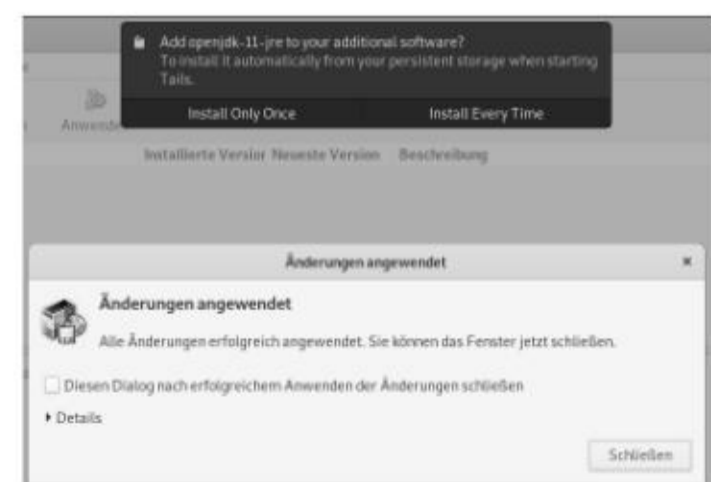 Add openjdk-11-jre to your additional software?
To install it automatically from your persistent storage when starting
Tails.
Install Only Once Install Every Time
Installierte Version Neueste Version Beschreibung
Änderungen angewendet
Änderungen angewendet
Alle Änderungen erfolgreich angewendet. Sie können das Fenster jetzt schließen.
Diesen Dialog nach erfolgreichem Anwenden der Änderungen schließen
Details
Schließen